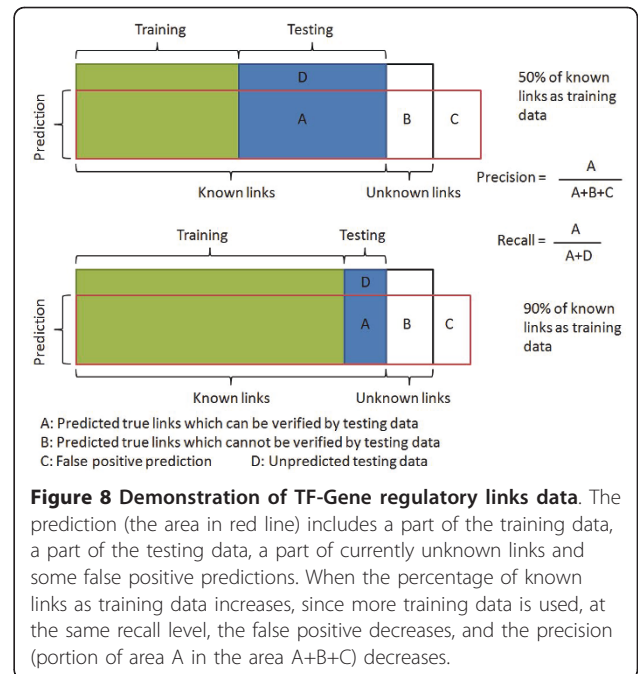 Training Testing
D
50% of known
links as training
data
Prediction
A B C
Known links Unknown links
Precision = A
A+B+C
Recall = A
A+D
Training Testing
D
Prediction
A B C
90% of known
links as training
data
Known links Unknown links
A: Predicted true links which can be verified by testing data
B: Predicted true links which cannot be verified by testing data
C: False positive prediction D: Unpredicted testing data
Figure 8 Demonstration of TF-Gene regulatory links data. The
prediction (the area in red line) includes a part of the training data,
a part of the testing data, a part of currently unknown links and
some false positive predictions. When the percentage of known
links as training data increases, since more training data is used, at
the same recall level, the false positive decreases, and the precision
(portion of area A in the area A+B+C) decreases.